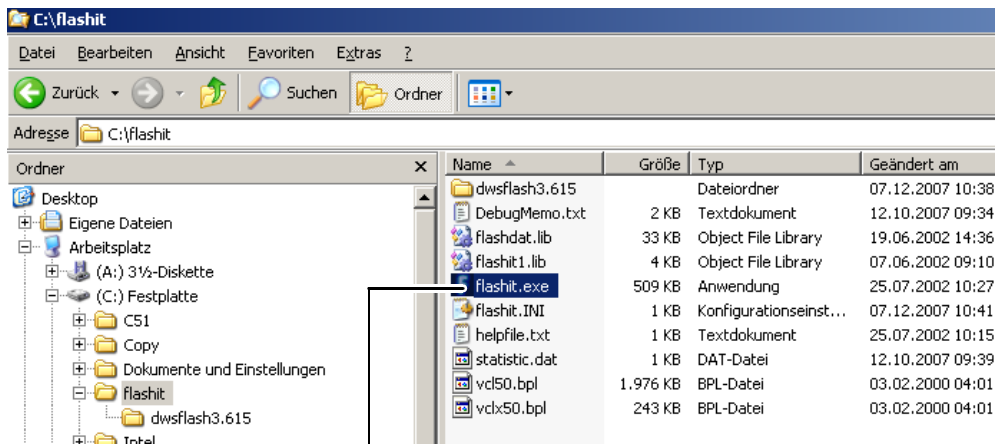 C:\flashit
Datei Bearbeiten Ansicht Favoriten Extras ?
Zurück Suchen Ordner
Adresse C:\flashit
Ordner x
Desktop
Eigene Dateien
Arbeitsplatz
(A:) 3½-Diskette
(C:) Festplatte
C51
Copy
Dokumente und Einstellungen
flashit
dwsflash3.615
Intel
Name Größe Typ Geändert am
dwsflash3.615 Dateiordner 07.12.2007 10:38
DebugMemo.txt 2 KB Textdokument 12.10.2007 09:34
flashdat.lib 33 KB Object File Library 19.06.2002 14:36
flashit1.lib 4 KB Object File Library 07.06.2002 09:10
flashit.exe 509 KB Anwendung 25.07.2002 10:27
flashit.INI 1 KB Konfigurationseinst... 07.12.2007 10:41
helpfile.txt 1 KB Textdokument 25.07.2002 10:15
statistic.dat 1 KB DAT-Datei 12.10.2007 09:39
vcl50.bpl 1.976 KB BPL-Datei 03.02.2000 04:01
vclx50.bpl 243 KB BPL-Datei 03.02.2000 04:01